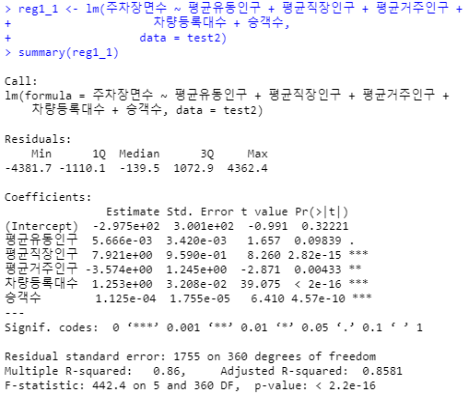 > reg1_1 <- lm(주차장면수 ~ 평균유동인구 + 평균직장인구 + 평균거주인구 +
+                차량등록대수 + 승객수,
+              data = test2)
> summary(reg1_1)

Call:
lm(formula = 주차장면수 ~ 평균유동인구 + 평균직장인구 + 평균거주인구 +
    차량등록대수 + 승객수, data = test2)

Residuals:
    Min      1Q  Median      3Q     Max
-4381.7 -1110.1  -139.5  1072.9  4362.4

Coefficients:
               Estimate Std. Error t value Pr(>|t|)
(Intercept)  -2.975e+02  3.001e+02  -0.991  0.32221
평균유동인구  5.666e-03  3.420e-03   1.657  0.09839 .
평균직장인구  7.921e+00  9.590e-01   8.260 2.82e-15 ***
평균거주인구 -3.574e+00  1.245e+00  -2.871  0.00433 **
차량등록대수  1.253e+00  3.208e-02  39.075  < 2e-16 ***
승객수        1.125e-04  1.755e-05   6.410 4.57e-10 ***
---
Signif. codes:  0 ‘***’ 0.001 ‘**’ 0.01 ‘*’ 0.05 ‘.’ 0.1 ‘ ’ 1

Residual standard error: 1755 on 360 degrees of freedom
Multiple R-squared:   0.86,	Adjusted R-squared:  0.8581
F-statistic: 442.4 on 5 and 360 DF,  p-value: < 2.2e-16